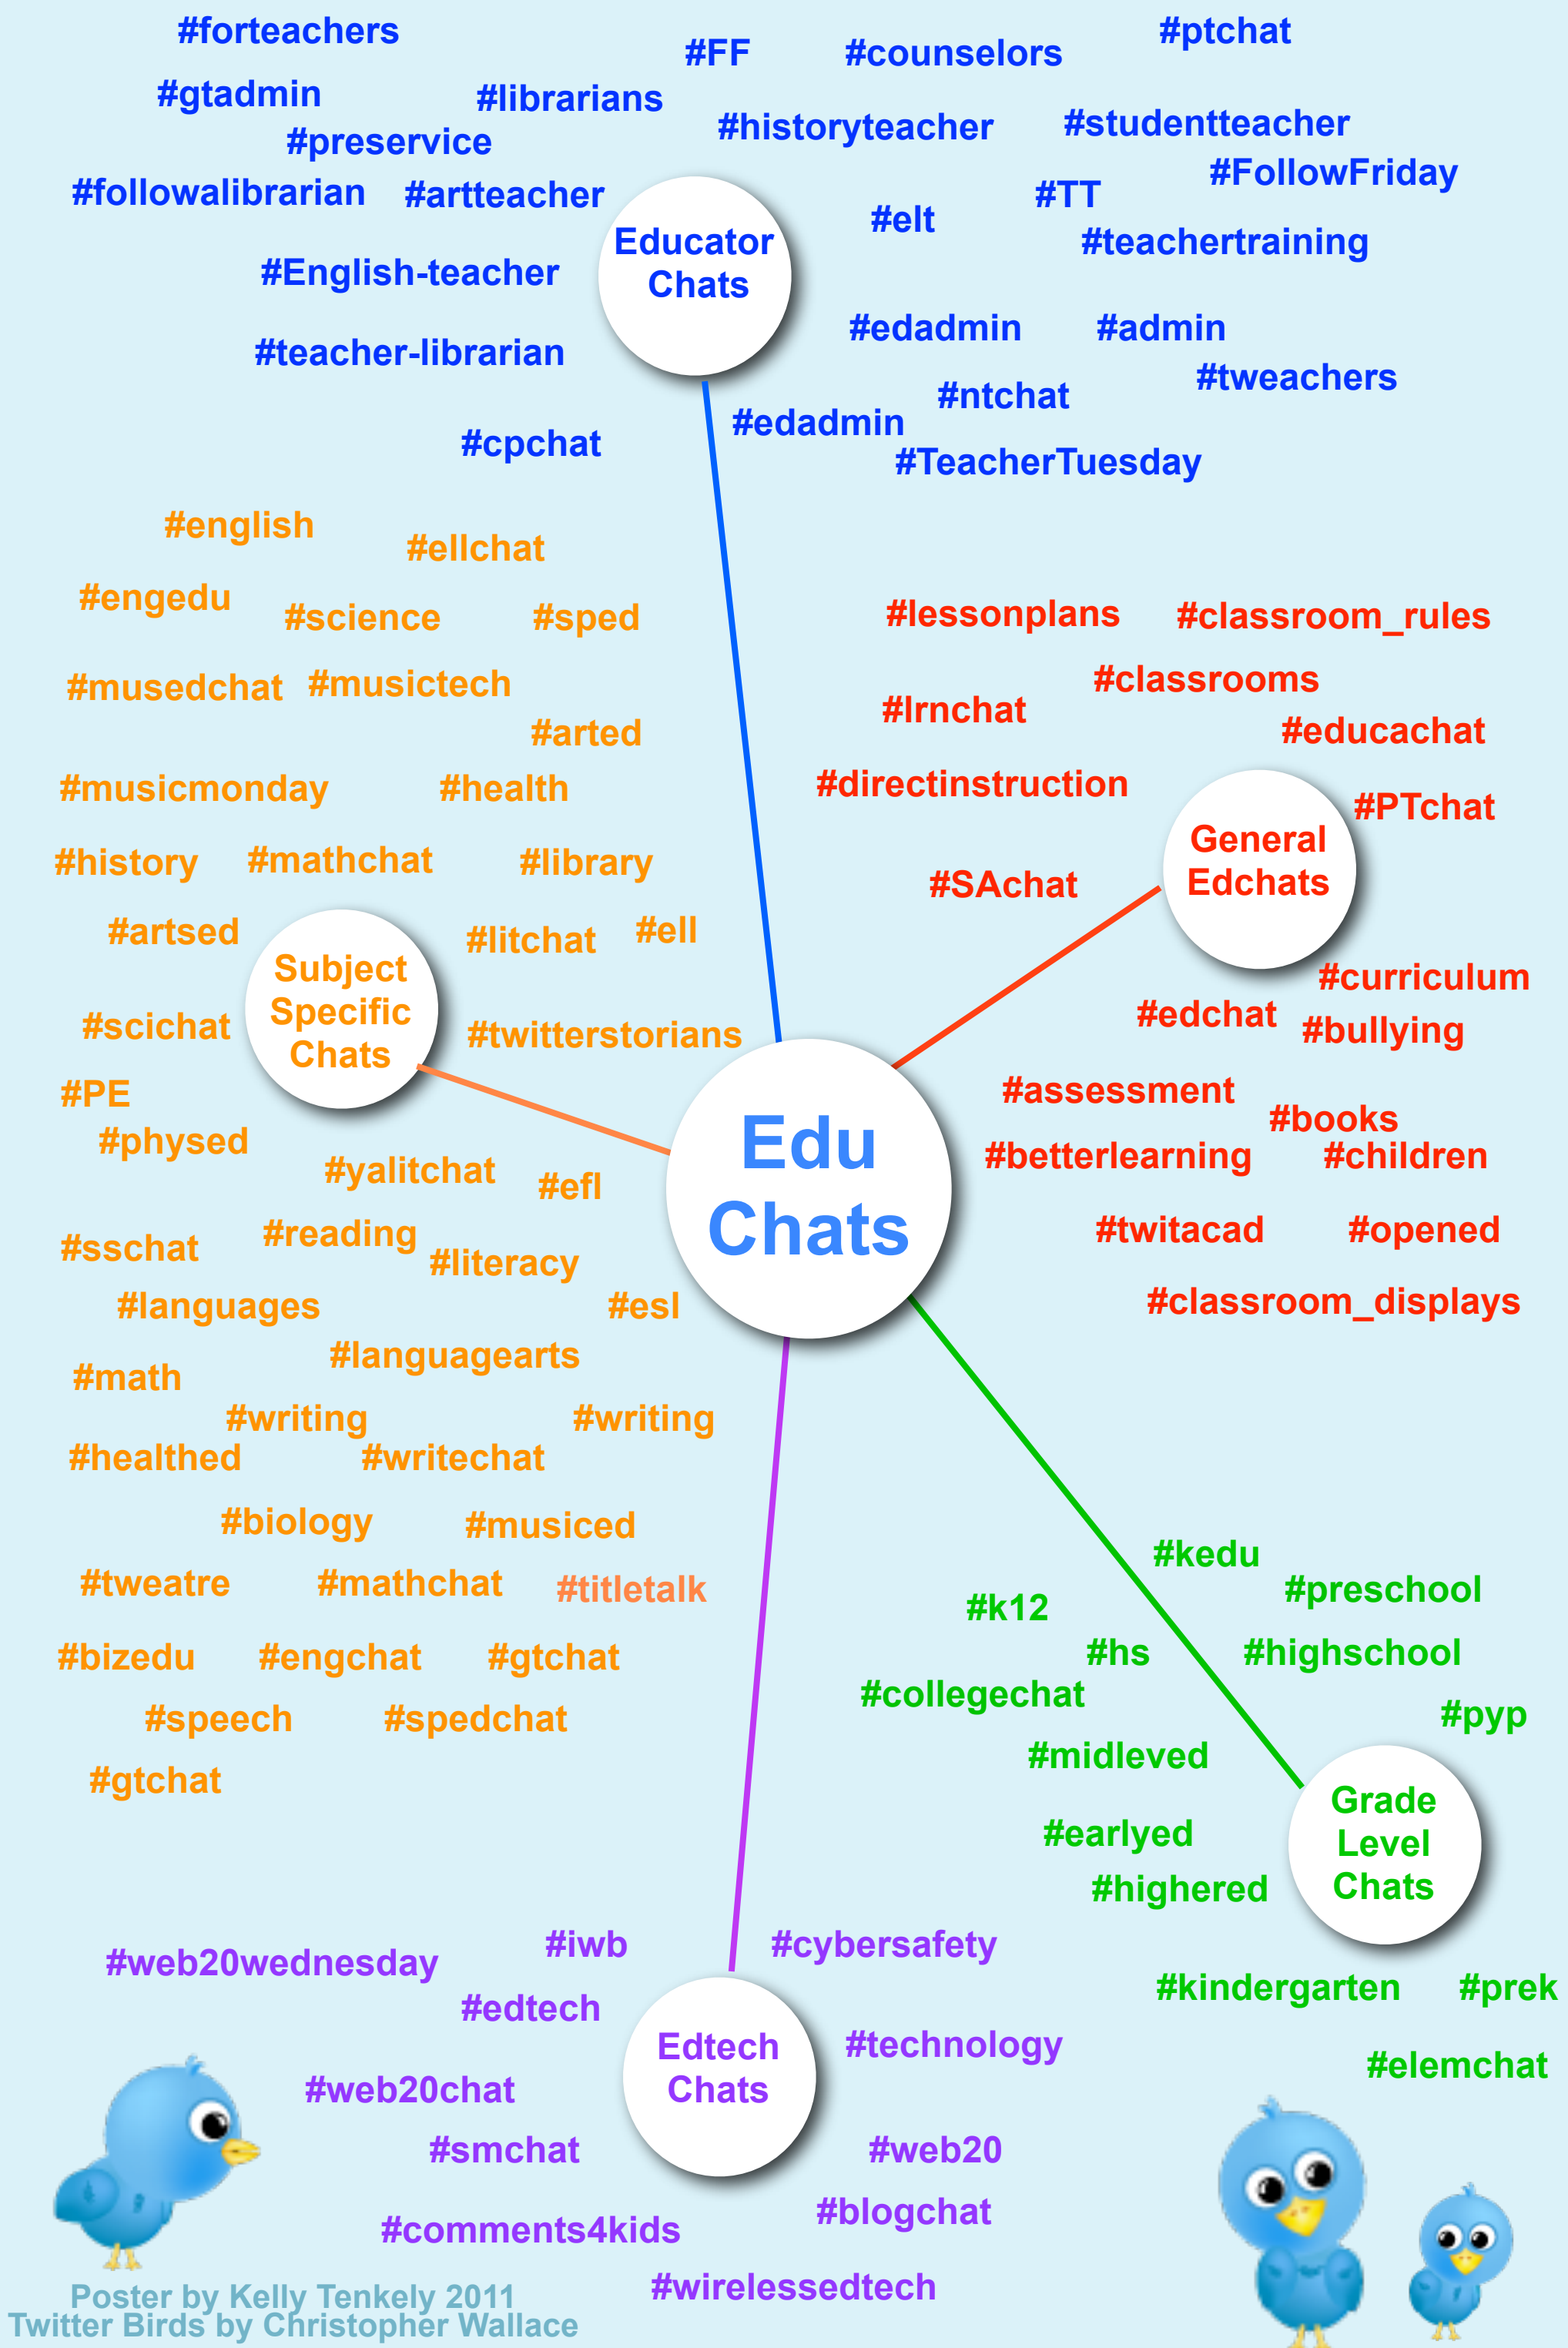 #forteachers
#FF
#counselors
#ptchat
#gtadmin
#librarians
#historyteacher
#studentteacher
#preservice
#followalibrarian
#artteacher
#FollowFriday
#TT
#elt
#teachertraining
Educator
Chats
#English-teacher
#teacher-librarian
#edadmin
#admin
#tweachers
#ntchat
#edadmin
#cpchat
#TeacherTuesday
#english
#ellchat
#engedu
#science
#sped
#musedchat
#musictech
#arted
#musicmonday
#health
#history
#mathchat
#library
#artsed
#litchat
#ell
Subject
Specific
Chats
#scichat
#twitterstorians
#PE
#physed
#yalitchat
#efl
#sschat
#reading
#literacy
#languages
#esl
#math
#languagearts
#writing
#writing
#healthed
#writechat
#biology
#musiced
#tweatre
#mathchat
#titletalk
#bizedu
#engchat
#gtchat
#speech
#spedchat
#gtchat
#lessonplans
#classroom_rules
#classrooms
#lrnchat
#educachat
#directinstruction
#PTchat
General
Edchats
#SAchat
#curriculum
#edchat
#bullying
#assessment
#books
#betterlearning
#children
#twitacad
#opened
#classroom_displays
Edu
Chats
#kedu
#preschool
#k12
#hs
#highschool
#collegechat
#pyp
#midleved
Grade
Level
Chats
#earlyed
#highered
#kindergarten
#prek
#elemchat
#iwb
#cybersafety
#web20wednesday
#edtech
Edtech
Chats
#technology
#web20chat
#smchat
#web20
#blogchat
#comments4kids
#wirelessedtech
Poster by Kelly Tenkely 2011
Twitter Birds by Christopher Wallace